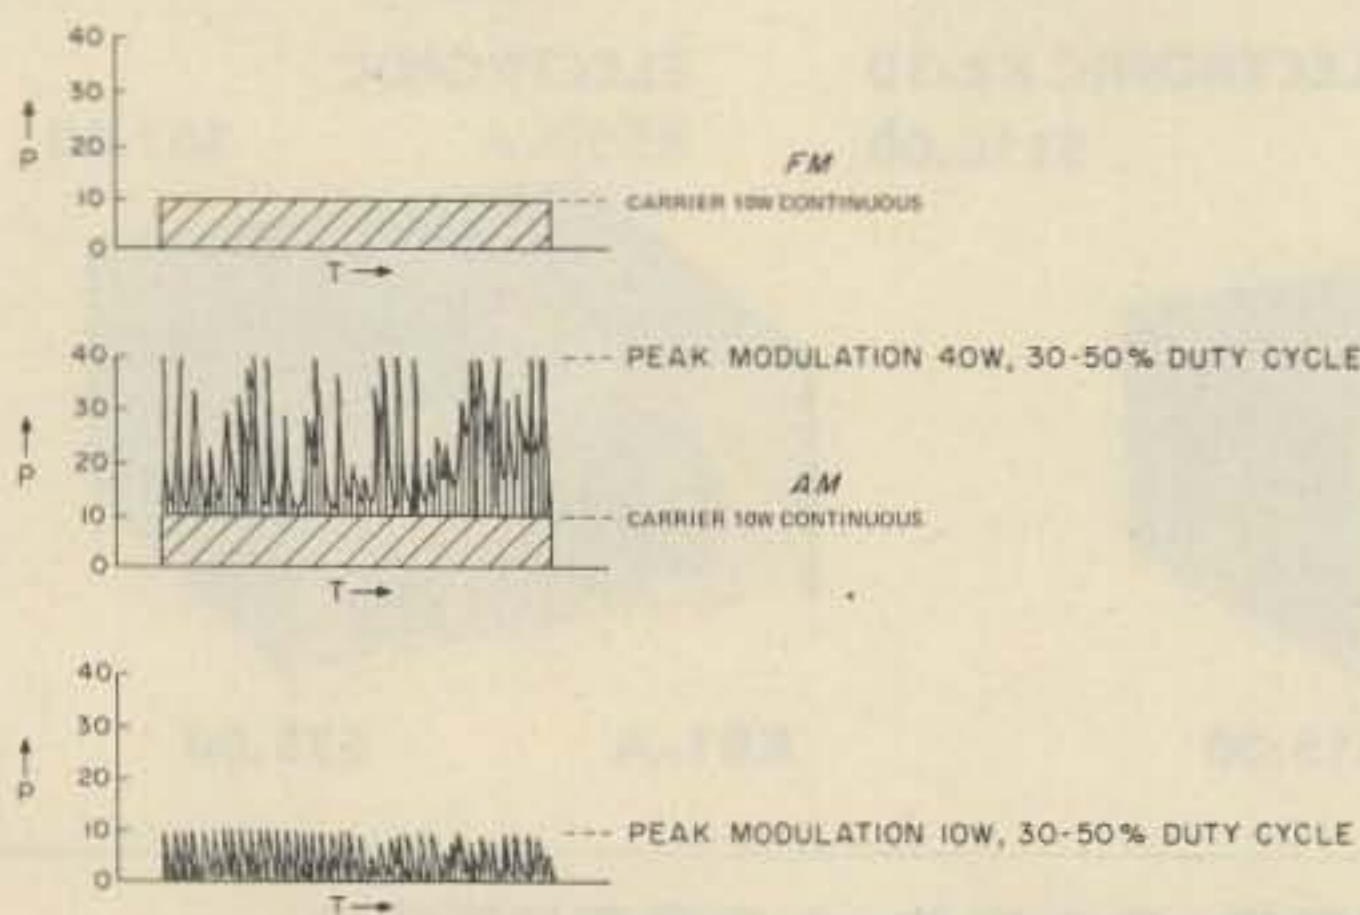 40
30
20
P
FM
10
CARRIER 10W CONTINUOUS
0
T
40
PEAK MODULATION 40W, 30-50% DUTY CYCLE
30
20
P
AM
10
CARRIER 10W CONTINUOUS
0
T
40
30
20
P
10
PEAK MODULATION 10W, 30-50% DUTY CYCLE
0
T